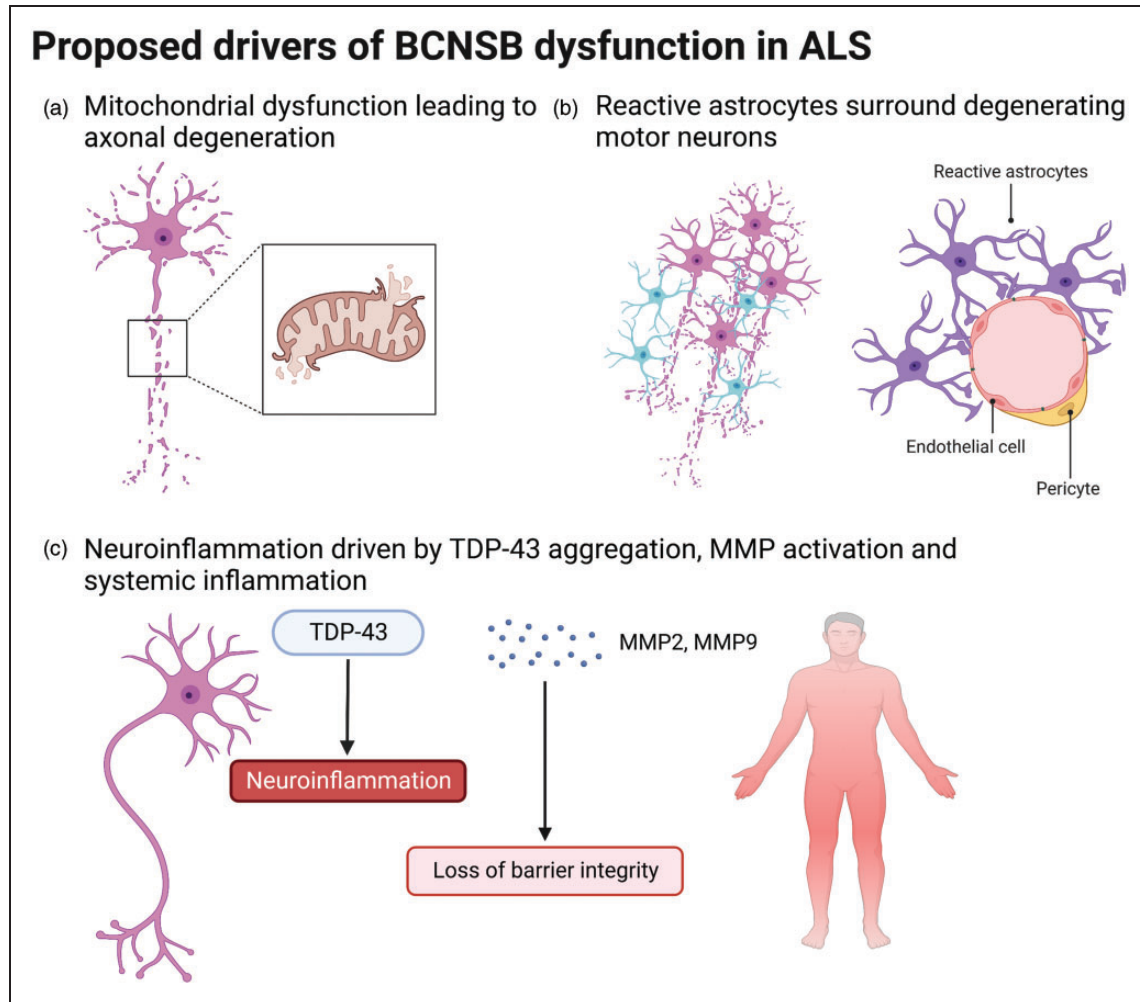 Proposed drivers of BCNSB dysfunction in ALS
(a) Mitochondrial dysfunction leading to
axonal degeneration
(b) Reactive astrocytes surround degenerating
motor neurons
Reactive astrocytes
Endothelial cell
Pericyte
(c) Neuroinflammation driven by TDP-43 aggregation, MMP activation and
systemic inflammation
TDP-43
MMP2, MMP9
Neuroinflammation
Loss of barrier integrity